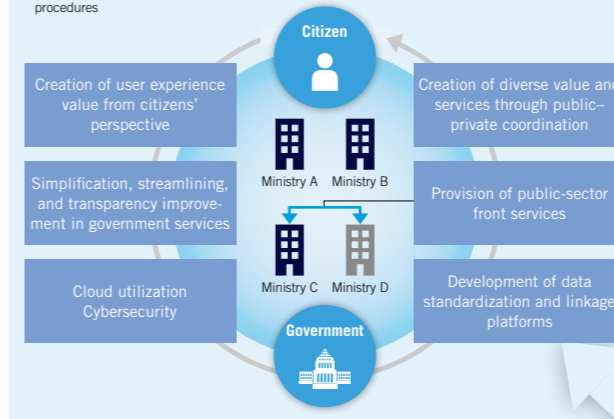 procedures
Citizen
Creation of user experience
value from citizens'
perspective
Creation of diverse value and
services through public–
private coordination
Ministry A
Ministry B
Simplification, streamlining,
and transparency improve-
ment in government services
Provision of public-sector
front services
Ministry C
Ministry D
Cloud utilization
Cybersecurity
Development of data
standardization and linkage
platforms
Government